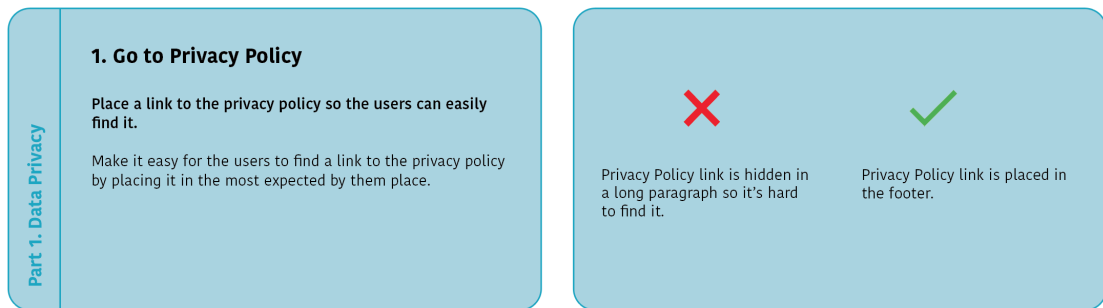 Part 1. Data Privacy
1. Go to Privacy Policy
Place a link to the privacy policy so the users can easily
find it.
Make it easy for the users to find a link to the privacy policy
by placing it in the most expected by them place.
Privacy Policy link is hidden in
a long paragraph so it's hard
to find it.
Privacy Policy link is placed in
the footer.